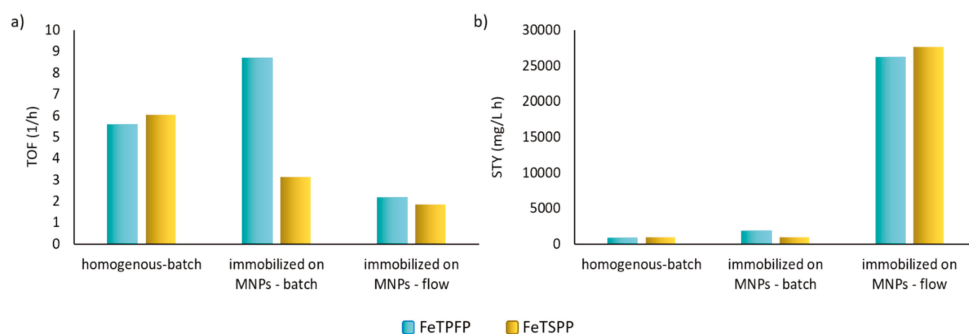 a)
TOF (1/h)
10
9
8
7
6
5
4
3
2
1
0
homogenous-batch
immobilized on
MNPs - batch
immobilized on
MNPs - flow
b)
STY (mg/L h)
30000
25000
20000
15000
10000
5000
0
homogenous-batch
immobilized on
MNPs - batch
immobilized on
MNPs - flow
FeTPFP
FeTSPP